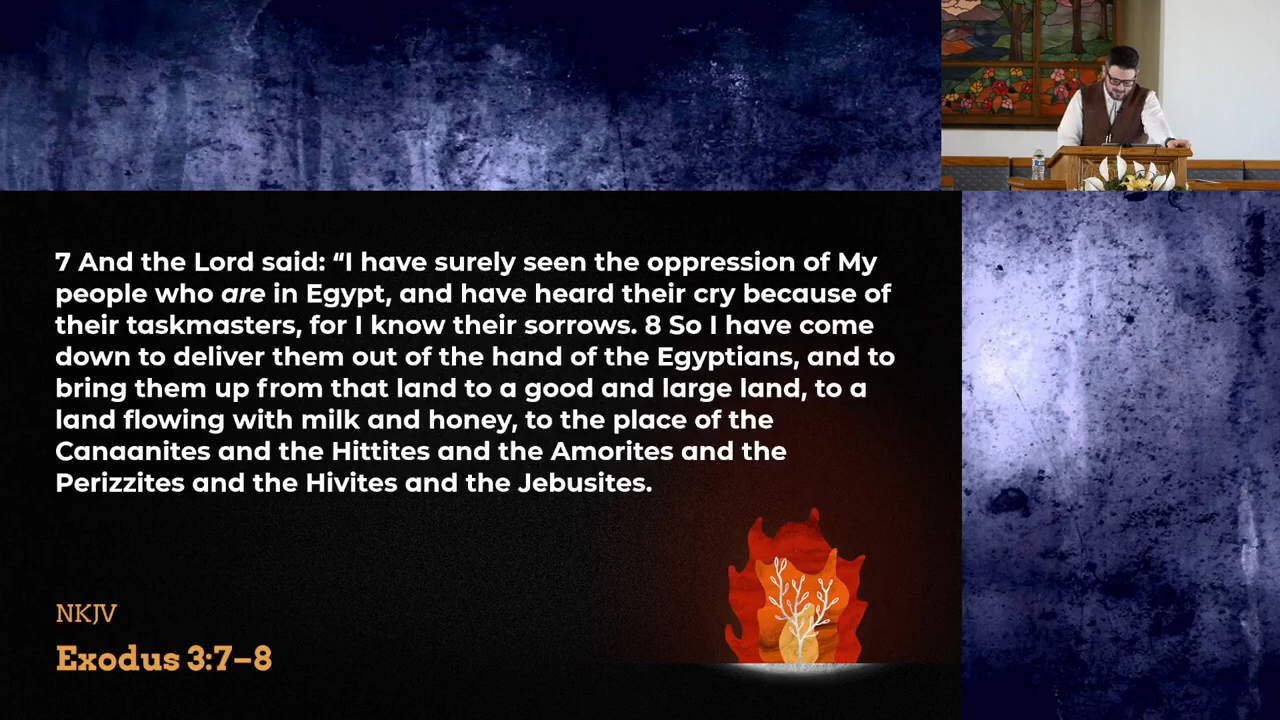 7 And the Lord said: “I have surely seen the oppression of My
people who are in Egypt, and have heard their cry because of
their taskmasters, for I know their sorrows. 8 So I have come
down to deliver them out of the hand of the Egyptians, and to
bring them up from that land to a good and large land, to a
land flowing with milk and honey, to the place of the
Canaanites and the Hittites and the Amorites and the
Perizzites and the Hivites and the Jebusites.
NKJV
Exodus 3:7–8